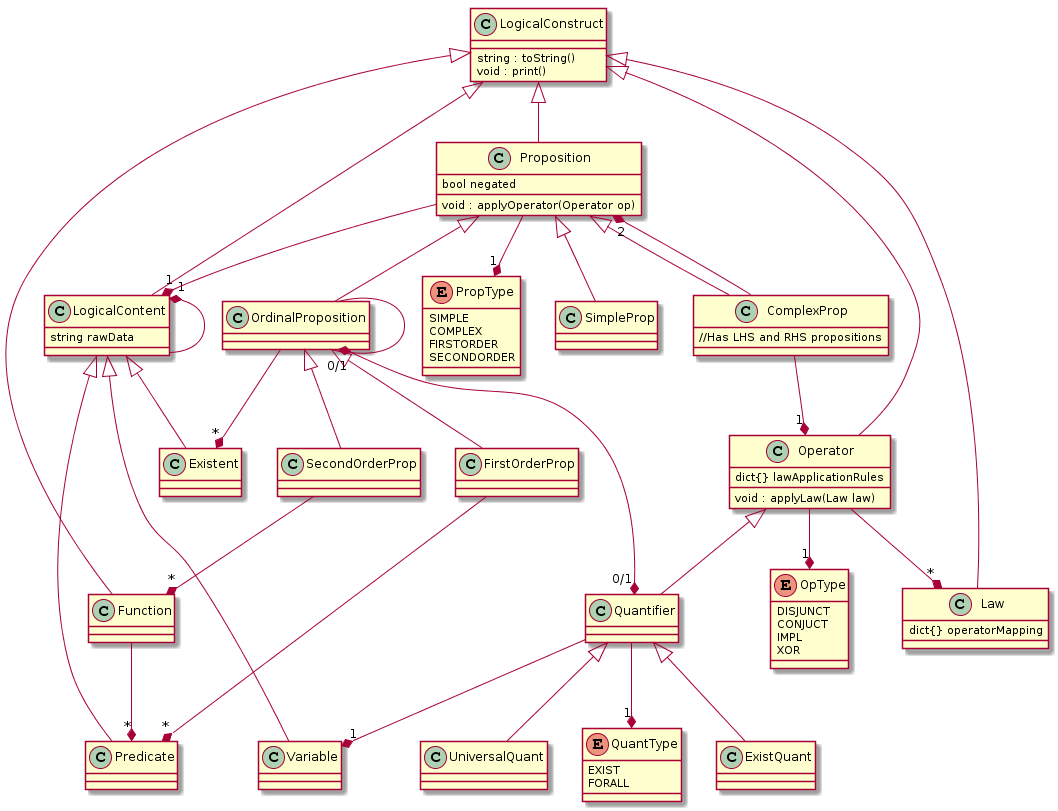 C LogicalConstruct
string : toString()
void : print()
C Proposition
bool negated
void : applyOperator(Operator op)
2
1
1
1
C LogicalContent
string rawData
C OrdinalProposition
0/1
E PropType
SIMPLE
COMPLEX
FIRSTORDER
SECONDORDER
C SimpleProp
C ComplexProp
//Has LHS and RHS propositions
*
1
C Existent
C SecondOrderProp
C FirstOrderProp
C Operator
dict{} lawApplicationRules
void : applyLaw(Law law)
*
0/1
1
*
C Function
C Quantifier
E OpType
DISJUNCT
CONJUCT
IMPL
XOR
C Law
dict{} operatorMapping
*
*
1
1
C Predicate
C Variable
C UniversalQuant
E QuantType
EXIST
FORALL
C ExistQuant